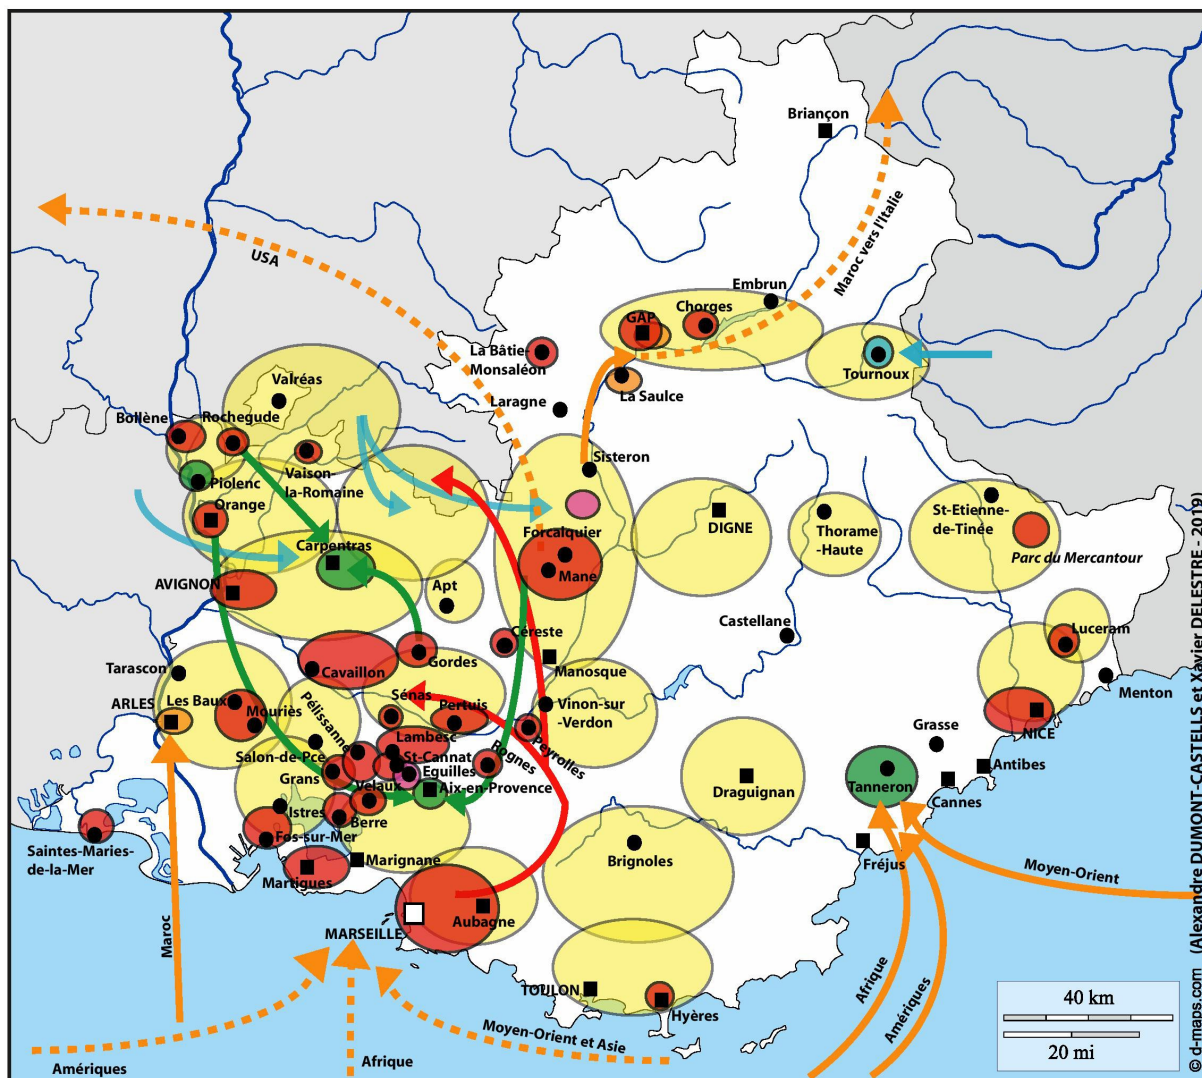 Briançon
Maroc vers l'Italie
USA
Embrun
Chorges
GAP
La Bâtie-
Monsaléon
La Saulce
Tournoux
Laragne
Valréas
Bollène
Rochegude
Vaison-
la-Romaine
Piolenc
Orange
Sisteron
Forcalquier
Mane
DIGNE
Thorame
-Haute
St-Etienne-
de-Tinée
Parc du Mercantour
Carpentras
AVIGNON
Apt
Castellane
Luceram
Menton
Céreste
Gordes
Cavaillon
Manosque
Tarascon
ARLES
Les Baux
Mouriès
Pélissanne
Sénas
Pertuis
Vinon-sur
-Verdon
Peyrolles
Rognes
Lambesc
St-Cannat
Eguilles
Aix-en-Provence
Salon-de-Pce
Grans
Velaux
Istres
Berre
Fos-sur-Mer
Marignane
Martigues
Saintes-Maries-
de-la-Mer
NICE
Grasse
Antibes
Cannes
Tanneron
Draguignan
Fréjus
Brignoles
Aubagne
MARSEILLE
TOULON
Hyères
Maroc
Amériques
Afrique
Moyen-Orient et Asie
Afrique
Amériques
Moyen-Orient
40 km
20 mi
© d-maps.com (Alexandre DUMONT-CASTELLS et Xavier DELESTRE- 2019)